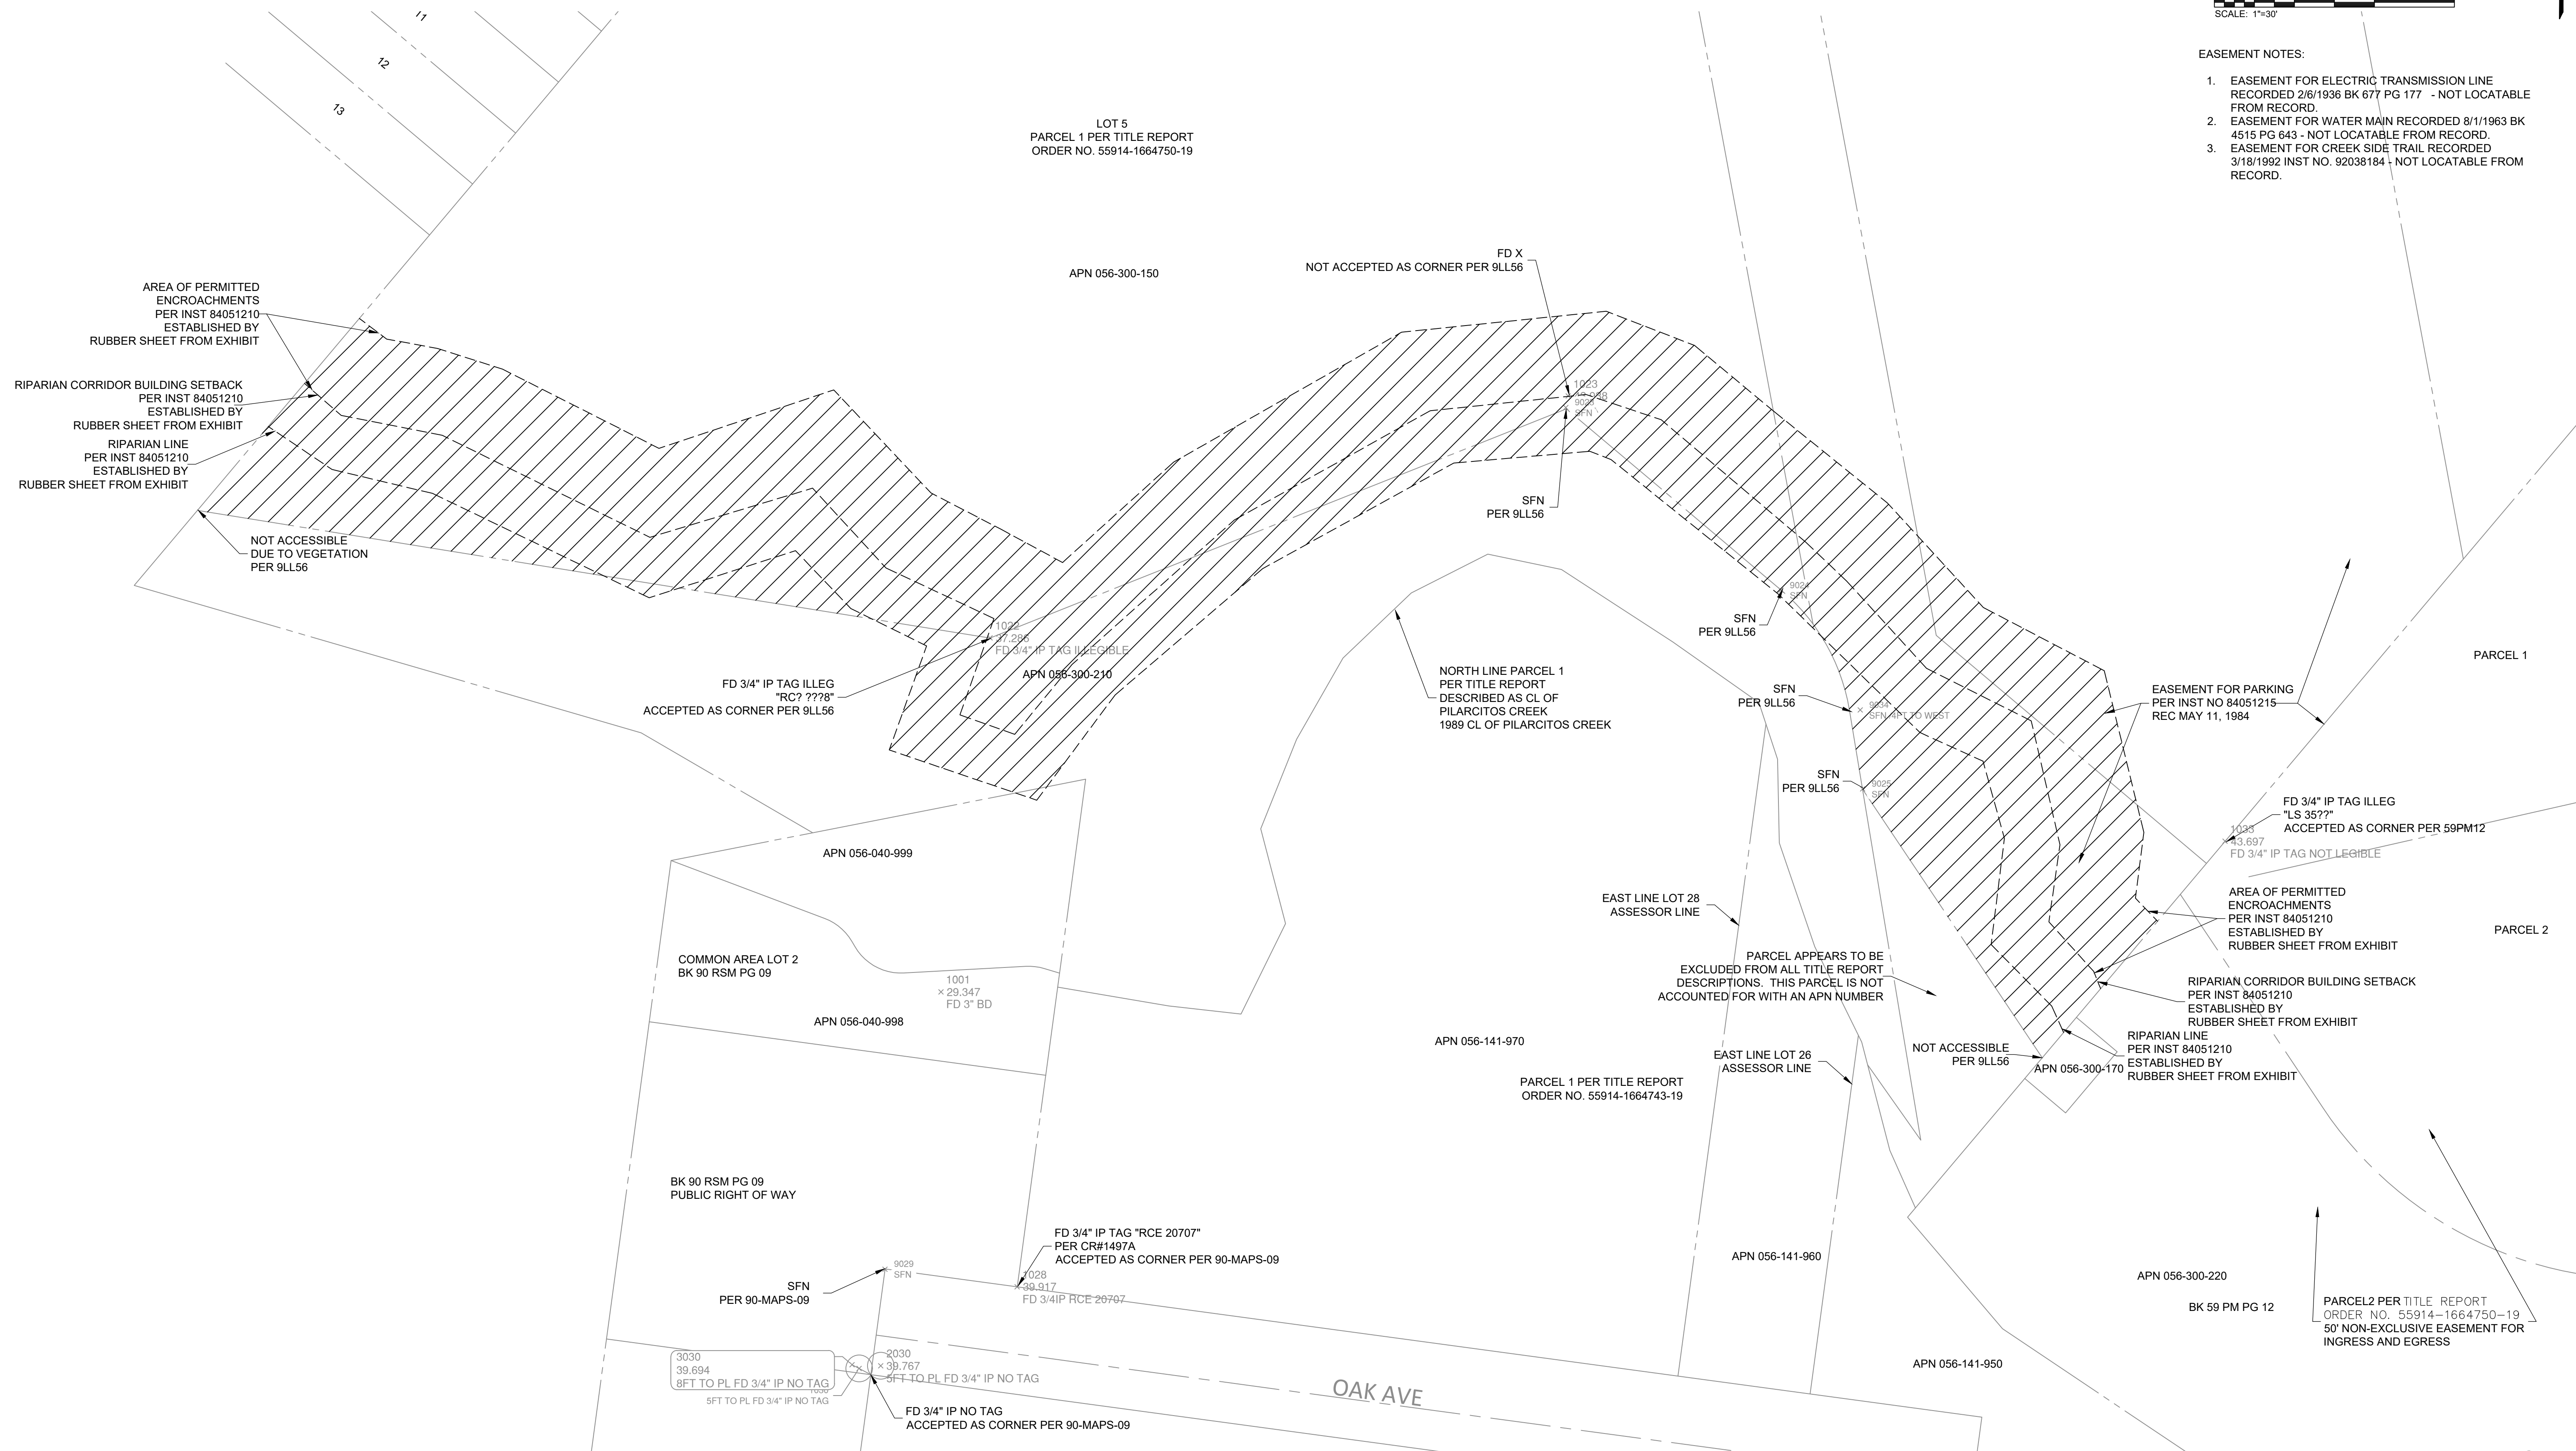 SCALE: 1"=30'
EASEMENT NOTES:
1. EASEMENT FOR ELECTRIC TRANSMISSION LINE
RECORDED 2/6/1936 BK 677 PG 177 - NOT LOCATABLE
FROM RECORD.
2. EASEMENT FOR WATER MAIN RECORDED 8/1/1963 BK
4515 PG 643 - NOT LOCATABLE FROM RECORD.
3. EASEMENT FOR CREEK SIDE TRAIL RECORDED
3/18/1992 INST NO. 92038184 - NOT LOCATABLE FROM
RECORD.
11
12
13
LOT 5
PARCEL 1 PER TITLE REPORT
ORDER NO. 55914-1664750-19
APN 056-300-150
FD X
NOT ACCEPTED AS CORNER PER 9LL56
AREA OF PERMITTED
ENCROACHMENTS
PER INST 84051210
ESTABLISHED BY
RUBBER SHEET FROM EXHIBIT
RIPARIAN CORRIDOR BUILDING SETBACK
PER INST 84051210
ESTABLISHED BY
RUBBER SHEET FROM EXHIBIT
RIPARIAN LINE
PER INST 84051210
ESTABLISHED BY
RUBBER SHEET FROM EXHIBIT
NOT ACCESSIBLE
DUE TO VEGETATION
PER 9LL56
1023
SFN
SFN
PER 9LL56
9024
SFN
SFN
PER 9LL56
1022
37.286
FD 3/4" IP TAG ILLEGIBLE
APN 056-300-210
FD 3/4" IP TAG ILLEG
"RC? ???8"
ACCEPTED AS CORNER PER 9LL56
NORTH LINE PARCEL 1
PER TITLE REPORT
DESCRIBED AS CL OF
PILARCITOS CREEK
1989 CL OF PILARCITOS CREEK
SFN
PER 9LL56
9034
SFN 4FT TO WEST
SFN
PER 9LL56
9025
SFN
EASEMENT FOR PARKING
PER INST NO 84051215
REC MAY 11, 1984
PARCEL 1
FD 3/4" IP TAG ILLEG
"LS 35??"
ACCEPTED AS CORNER PER 59PM12
1033
43.697
FD 3/4" IP TAG NOT LEGIBLE
AREA OF PERMITTED
ENCROACHMENTS
PER INST 84051210
ESTABLISHED BY
RUBBER SHEET FROM EXHIBIT
PARCEL 2
RIPARIAN CORRIDOR BUILDING SETBACK
PER INST 84051210
ESTABLISHED BY
RUBBER SHEET FROM EXHIBIT
RIPARIAN LINE
PER INST 84051210
ESTABLISHED BY
RUBBER SHEET FROM EXHIBIT
APN 056-040-999
COMMON AREA LOT 2
BK 90 RSM PG 09
1001
29.347
FD 3" BD
APN 056-040-998
EAST LINE LOT 28
ASSESSOR LINE
PARCEL APPEARS TO BE
EXCLUDED FROM ALL TITLE REPORT
DESCRIPTIONS. THIS PARCEL IS NOT
ACCOUNTED FOR WITH AN APN NUMBER
APN 056-141-970
EAST LINE LOT 26
ASSESSOR LINE
NOT ACCESSIBLE
PER 9LL56
APN 056-300-170
PARCEL 1 PER TITLE REPORT
ORDER NO. 55914-1664743-19
BK 90 RSM PG 09
PUBLIC RIGHT OF WAY
FD 3/4" IP TAG "RCE 20707"
PER CR#1497A
ACCEPTED AS CORNER PER 90-MAPS-09
9029
SFN
SFN
PER 90-MAPS-09
1028
39.917
FD 3/4IP RCE 20707
APN 056-141-960
APN 056-300-220
BK 59 PM PG 12
PARCEL2 PER TITLE REPORT
ORDER NO. 55914-1664750-19
50' NON-EXCLUSIVE EASEMENT FOR
INGRESS AND EGRESS
3030
39.694
8FT TO PL FD 3/4" IP NO TAG
5FT TO PL FD 3/4" IP NO TAG
2030
39.767
5FT TO PL FD 3/4" IP NO TAG
FD 3/4" IP NO TAG
ACCEPTED AS CORNER PER 90-MAPS-09
OAK AVE
APN 056-141-950